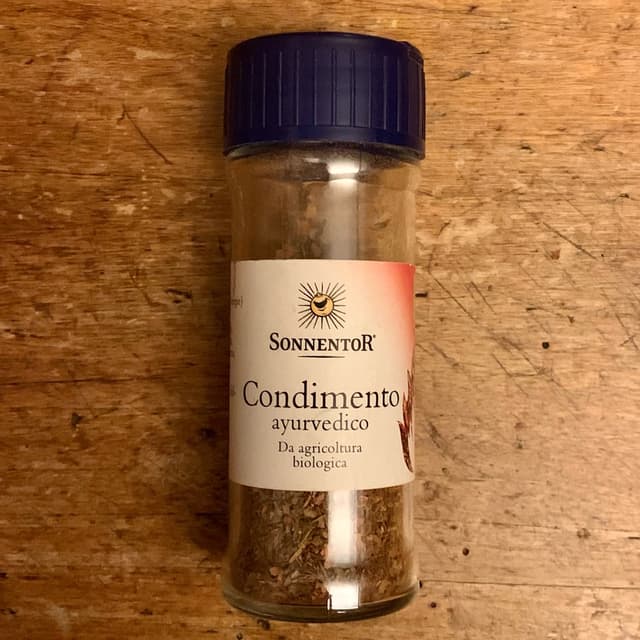 SONNENTOR®
Condimento
ayurvedico
Da agricoltura
biologica